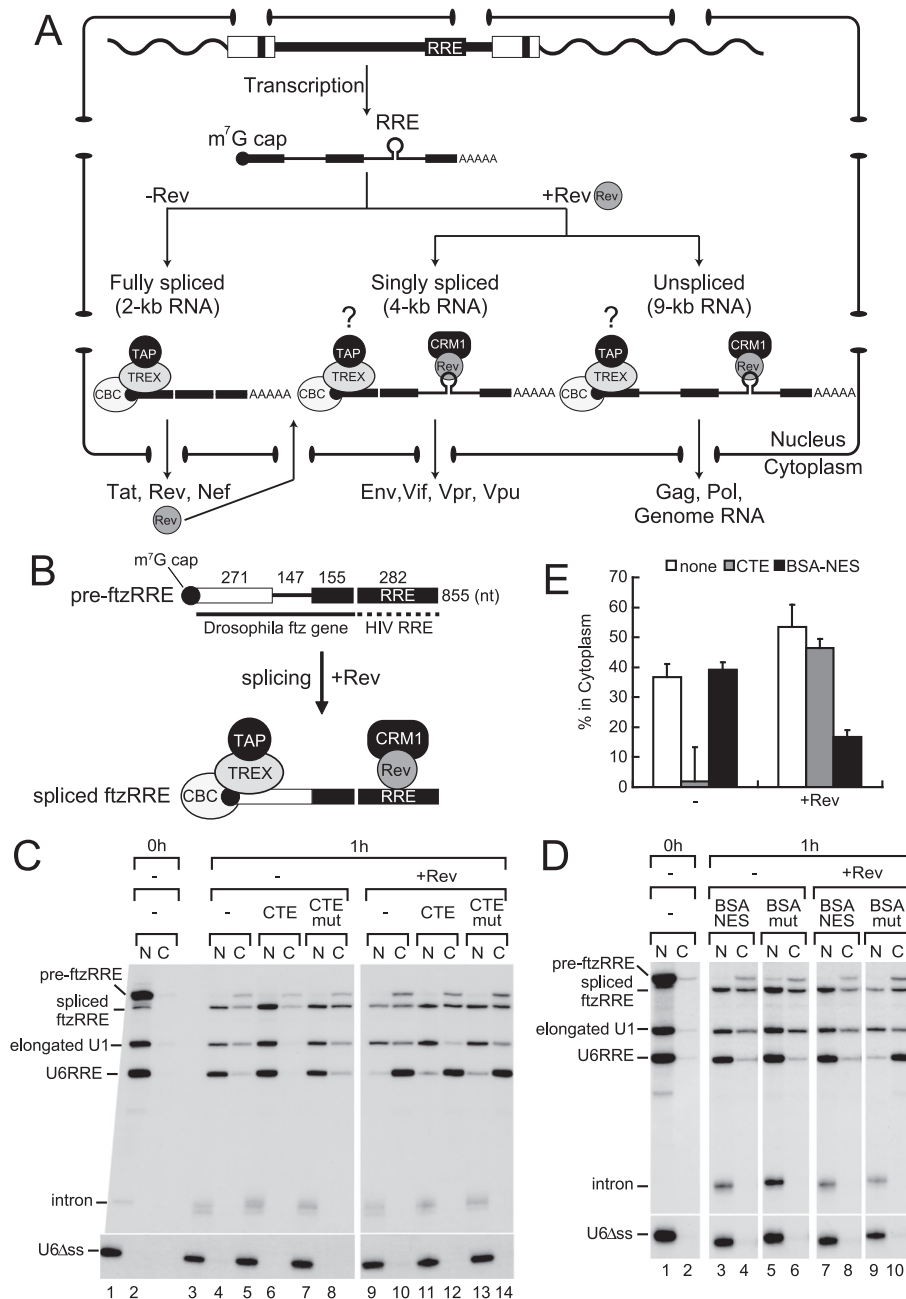 A
RRE
Transcription
RRE
m7G cap
AAAAA
-Rev
+Rev Rev
Fully spliced
(2-kb RNA)
Singly spliced
(4-kb RNA)
Unspliced
(9-kb RNA)
? ?
TAP TAP CRM1 TAP CRM1
TREX TREX Rev TREX Rev
CBC AAAAA CBC AAAAA CBC AAAAA
Nucleus
Cytoplasm
Tat, Rev, Nef
Rev
Env,Vif, Vpr, Vpu
Gag, Pol,
Genome RNA
B
m7G cap
271 147 155 282
pre-ftzRRE RRE 855 (nt)
Drosophila ftz gene HIV RRE
splicing +Rev
TAP CRM1
TREX Rev
spliced ftzRRE CBC RRE
E
none CTE BSA-NES
% in Cytoplasm
70
60
50
40
30
20
10
0
- +Rev
C
0h 1h
- - +Rev
- - CTE CTE mut - CTE CTE mut
N C N C N C N C N C N C N C
pre-ftzRRE
spliced
ftzRRE
elongated U1
U6RRE
intron
U6Δss
1 2 3 4 5 6 7 8 9 10 11 12 13 14
D
0h 1h
- - +Rev
- BSA NES BSA mut BSA NES BSA mut
N C N C N C N C N C
pre-ftzRRE
spliced
ftzRRE
elongated U1
U6RRE
intron
U6Δss
1 2 3 4 5 6 7 8 9 10